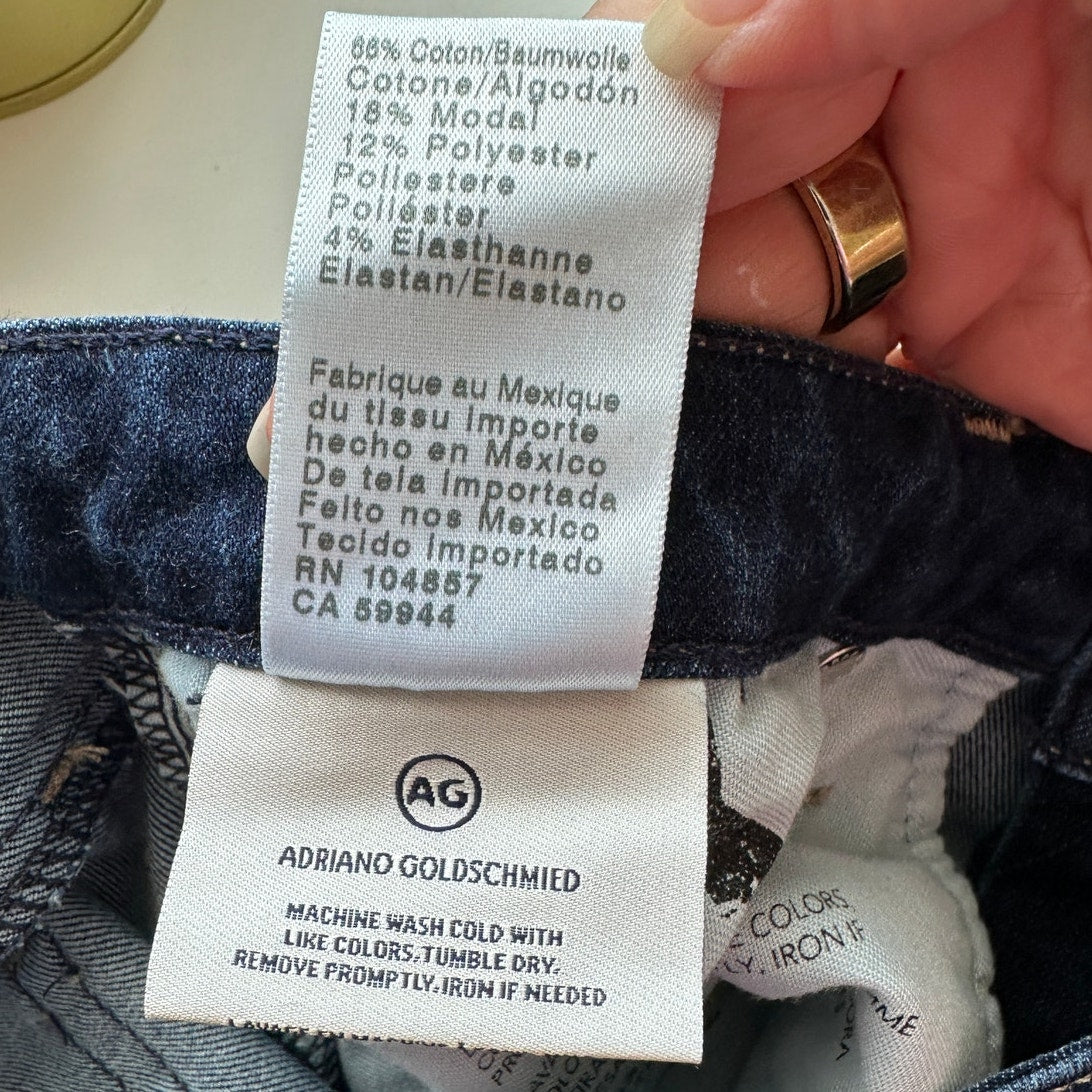 66% Coton/Baumwolle
Cotone/Algodón
18% Modal
12% Polyester
Poliestere
Poliéster
4% Elasthanne
Elastan/Elastano
Fabrique au Mexique
du tissu importe
hecho en México
De tela importada
Feito nos Mexico
Tecido importado
RN 104857
CA 59944
AG
ADRIANO GOLDSCHMIED
MACHINE WASH COLD WITH
LIKE COLORS. TUMBLE DRY.
REMOVE PROMPTLY. IRON IF NEEDED
COLORS
LY. IRON IF